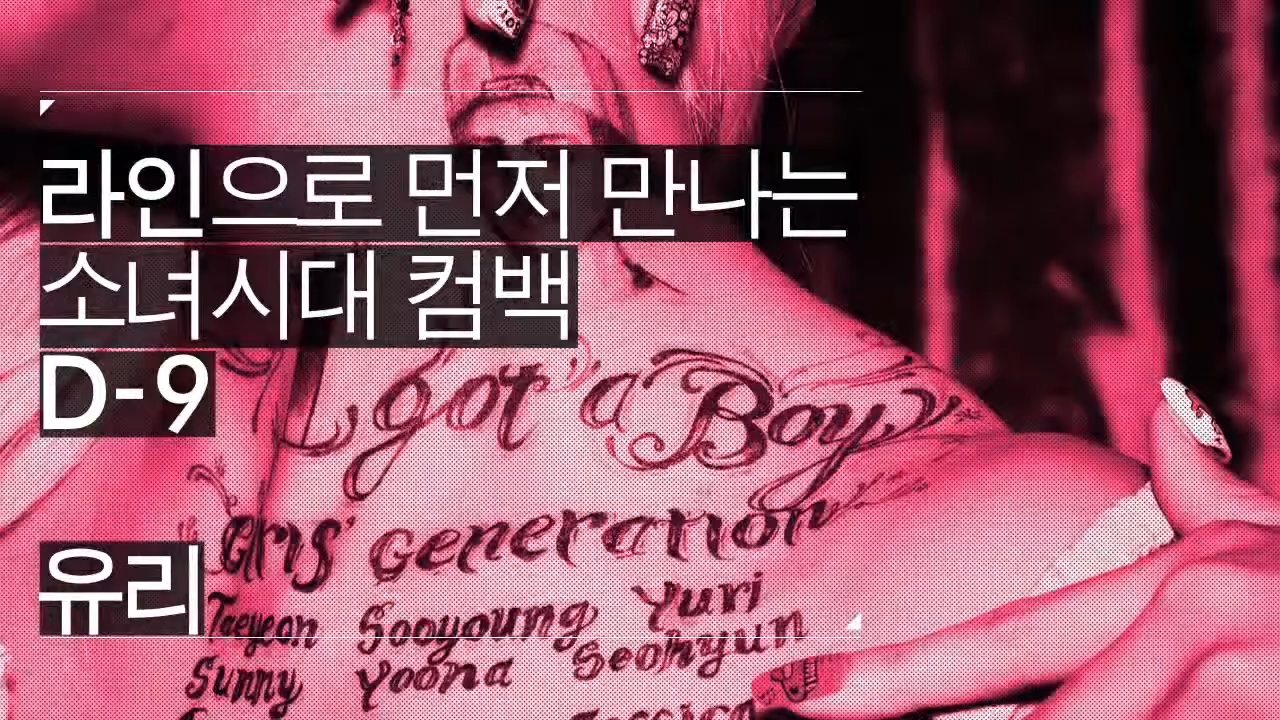 라인으로 먼저 만나는
소녀시대 컴백
D-9
I got a Boy
Girls' Generation
유리
Taeyeon Sooyoung Yuri
Sunny Yoona Seohyun
Jessica